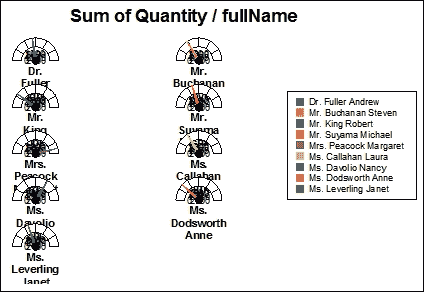 Sum of Quantity / fullName
Dr.
Fuller
Mr.
Buchanan
Mr.
King
Mr.
Suyama
Mrs.
Peacock
Ms.
Callahan
Ms.
Davolio
Ms.
Dodsworth
Anne
Ms.
Leverling
Janet
Dr. Fuller Andrew
Mr. Buchanan Steven
Mr. King Robert
Mr. Suyama Michael
Mrs. Peacock Margaret
Ms. Callahan Laura
Ms. Davolio Nancy
Ms. Dodsworth Anne
Ms. Leverling Janet